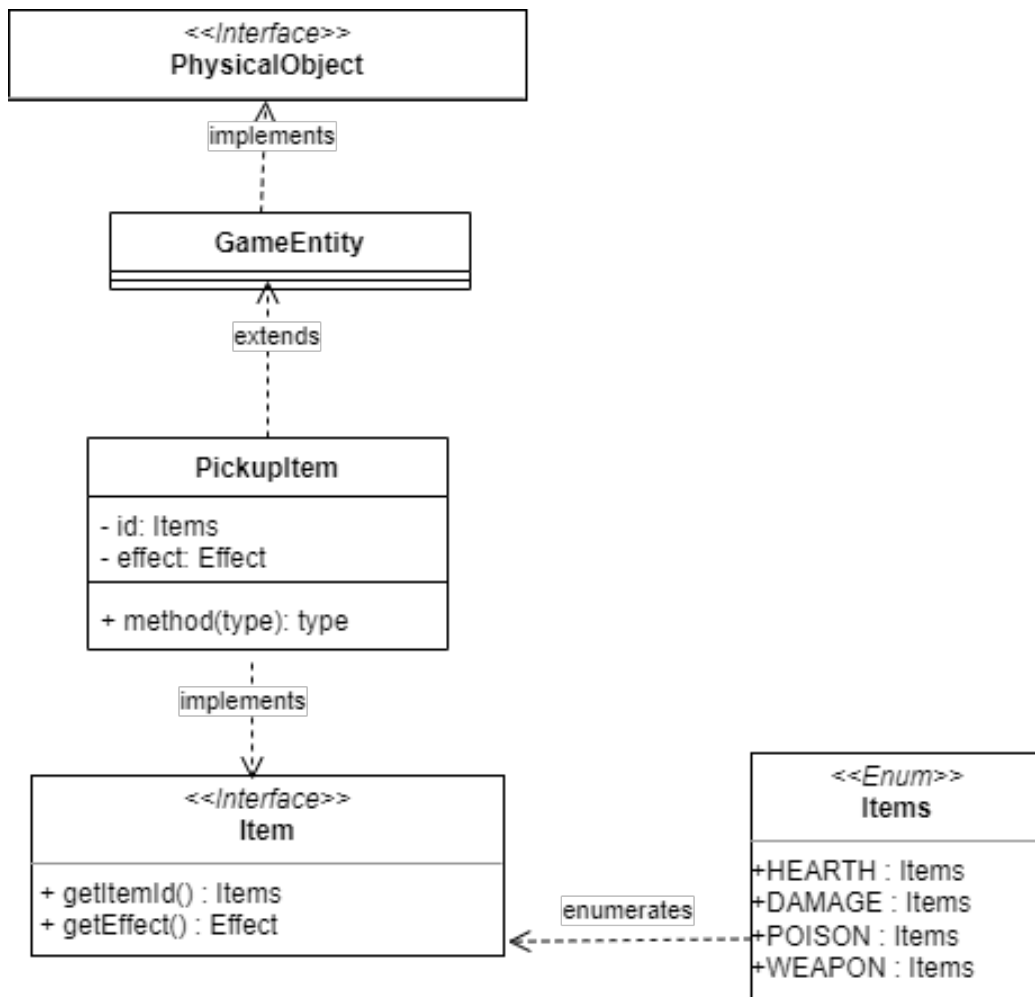 <<Interface>>
PhysicalObject
implements
GameEntity
extends
PickupItem
- id: Items
- effect: Effect
+ method(type): type
implements
<<Interface>>
Item
+ getItemId() : Items
+ getEffect() : Effect
enumerates
<<Enum>>
Items
+HEARTH : Items
+DAMAGE : Items
+POISON : Items
+WEAPON : Items